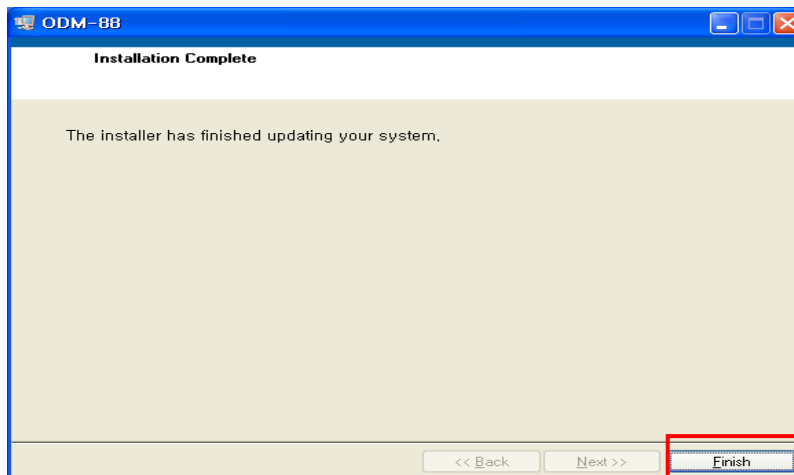 ODM-88
Installation Complete
The installer has finished updating your system.
<< Back
Next >>
Finish